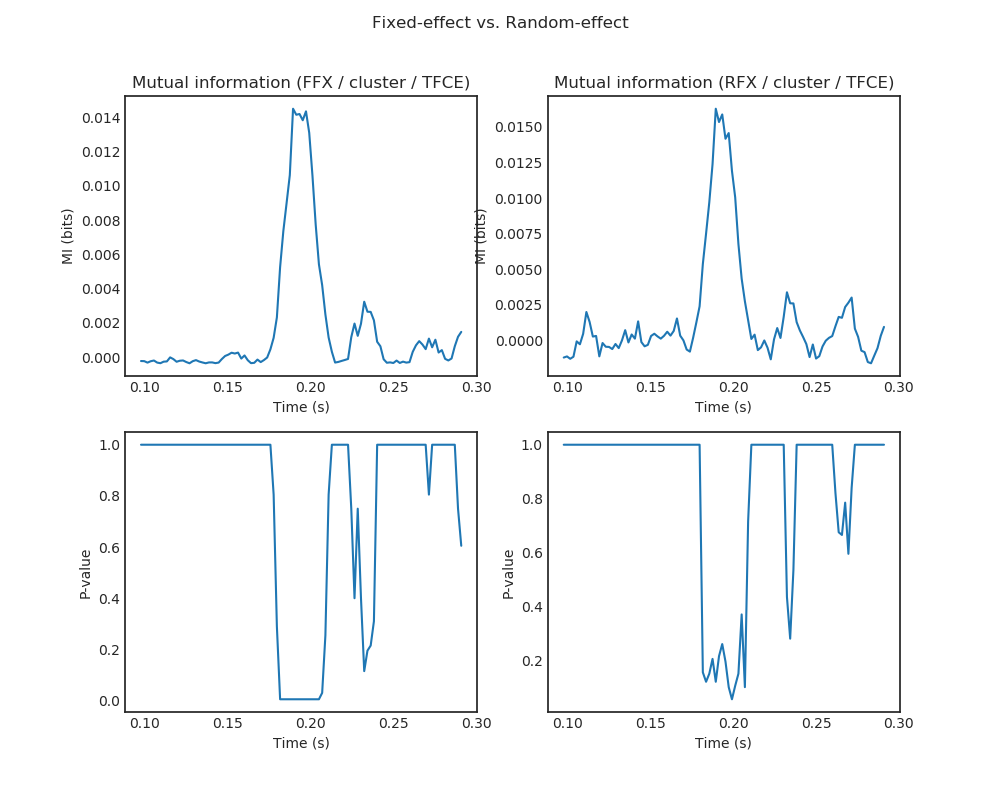 Fixed-effect vs. Random-effect
Mutual information (FFX / cluster / TFCE)
MI (bits)
0.014
0.012
0.010
0.008
0.006
0.004
0.002
0.000
0.10 0.15 0.20 0.25 0.30
Time (s)
Mutual information (RFX / cluster / TFCE)
MI (bits)
0.0150
0.0125
0.0100
0.0075
0.0050
0.0025
0.0000
0.10 0.15 0.20 0.25 0.30
Time (s)
P-value
1.0
0.8
0.6
0.4
0.2
0.0
0.10 0.15 0.20 0.25 0.30
Time (s)
P-value
1.0
0.8
0.6
0.4
0.2
0.10 0.15 0.20 0.25 0.30
Time (s)